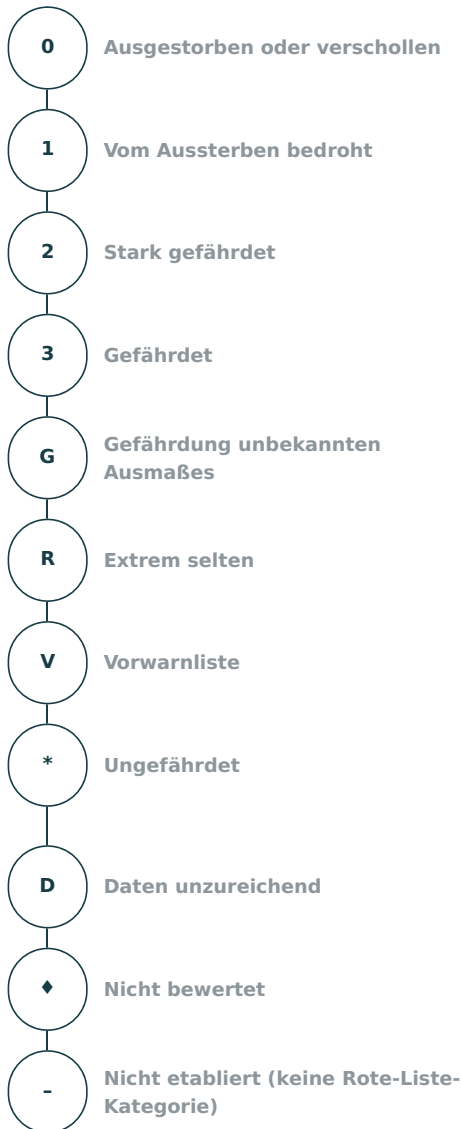 0 Ausgestorben oder verschollen
1 Vom Aussterben bedroht
2 Stark gefährdet
3 Gefährdet
G Gefährdung unbekannten
Ausmaßes
R Extrem selten
V Vorwarnliste
* Ungefährdet
D Daten unzureichend
♦ Nicht bewertet
– Nicht etabliert (keine Rote-Liste-
Kategorie)